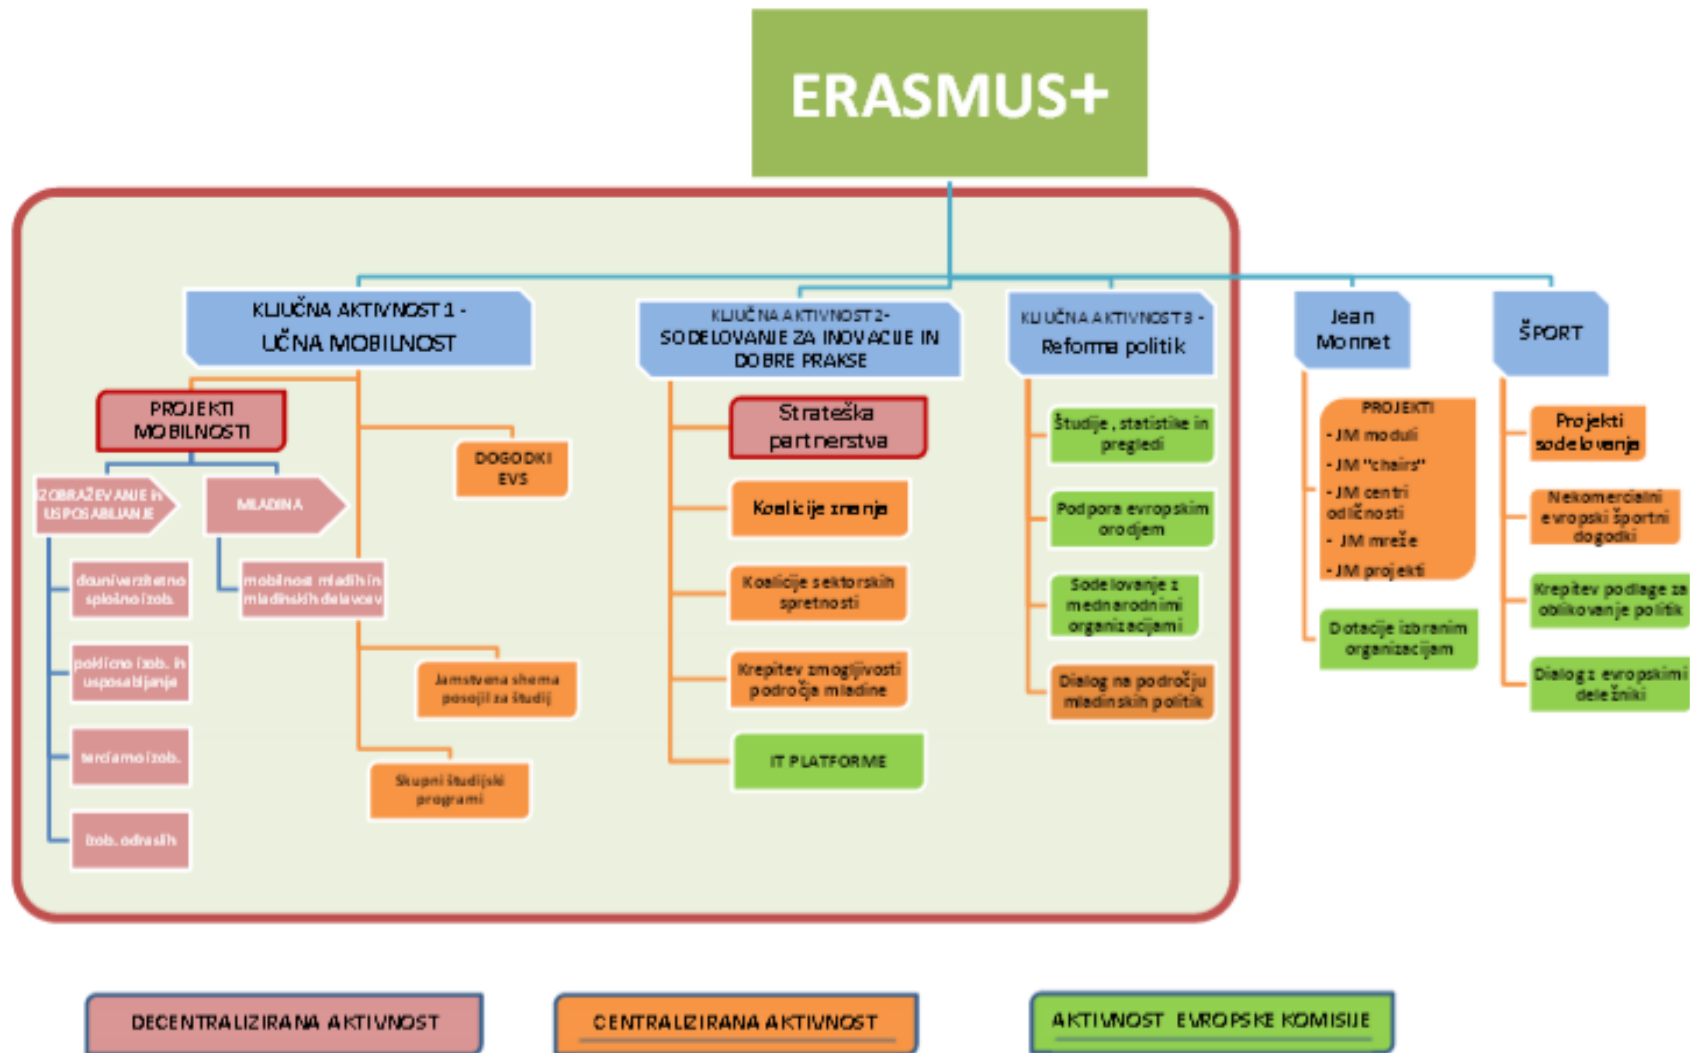 ERASMUS+
KLJUČNA AKTIVNOST 1 -
UČNA MOBILNOST
PROJEKTI
MOBILNOSTI
IZOBRAŽEVANJE in
USPOSABLJANJE
MLADINA
douniverzitetno
splošno izob.
poklicno izob. in
usposabljanje
terciarno izob.
izob. odraslih
mobilnost mladih in
mladinskih delavcev
DOGODKI
EVS
Jamstvena shema
posojil za študij
Skupni študijski
programi
KLJUČNA AKTIVNOST 2-
SODELOVANJE ZA INOVACIJE IN
DOBRE PRAKSE
Strateška
partnerstva
Koalicije znanja
Koalicije sektorskih
spretnosti
Krepitev zmogljivosti
področja mladine
IT PLATFORME
KLJUČNA AKTIVNOST 3 -
Reforma politik
Študije, statistike in
pregledi
Podpora evropskim
orodjem
Sodelovanje z
mednarodnimi
organizacijami
Dialog na področju
mladinskih politik
Jean
Monnet
PROJEKTI
- JM moduli
- JM "chairs"
- JM centri
odličnosti
- JM mreže
- JM projekti
Dotacije izbranim
organizacijam
ŠPORT
Projekti
sodelovanja
Nekomercialni
evropski športni
dogodki
Krepitev podlage za
oblikovanje politik
Dialog z evropskimi
deležniki
DECENTRALIZIRANA AKTIVNOST
CENTRALIZIRANA AKTIVNOST
AKTIVNOST EVROPSKE KOMISIJE